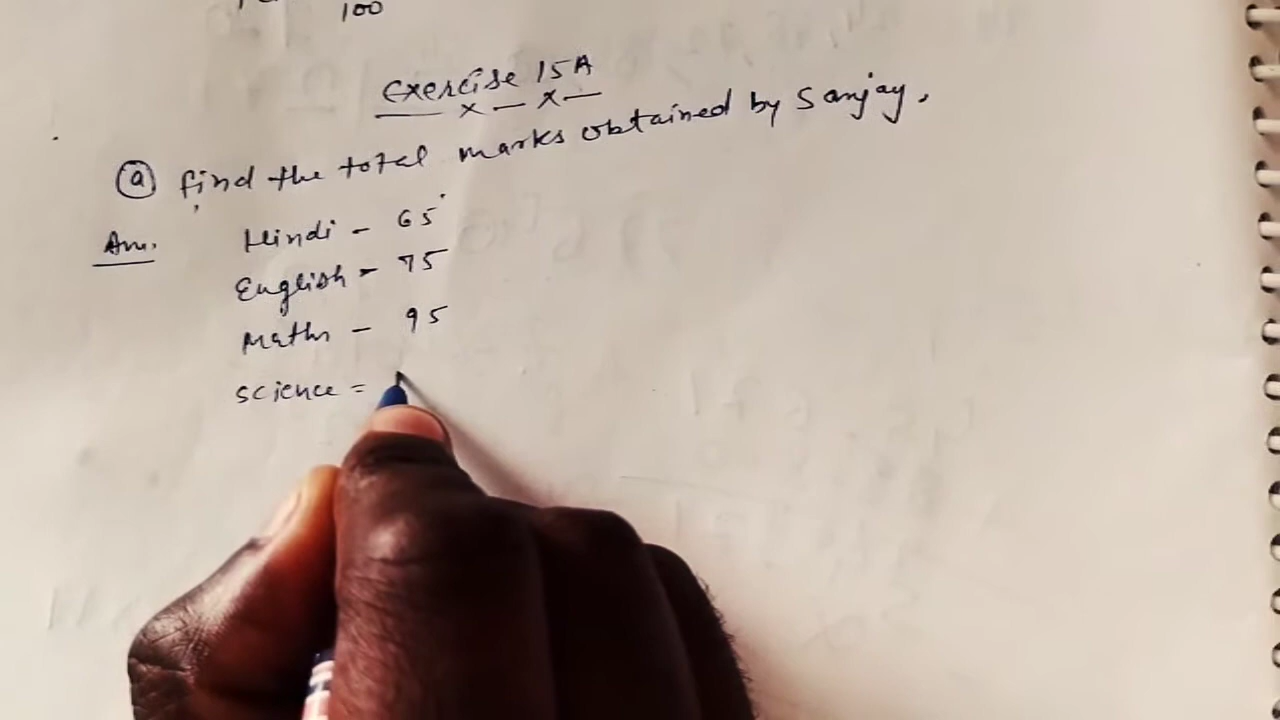 100
Exercise 15A
x — x —
(a) find the total marks obtained by Sanjay.
Ans. Hindi - 65
English - 75
Maths - 95
Science =